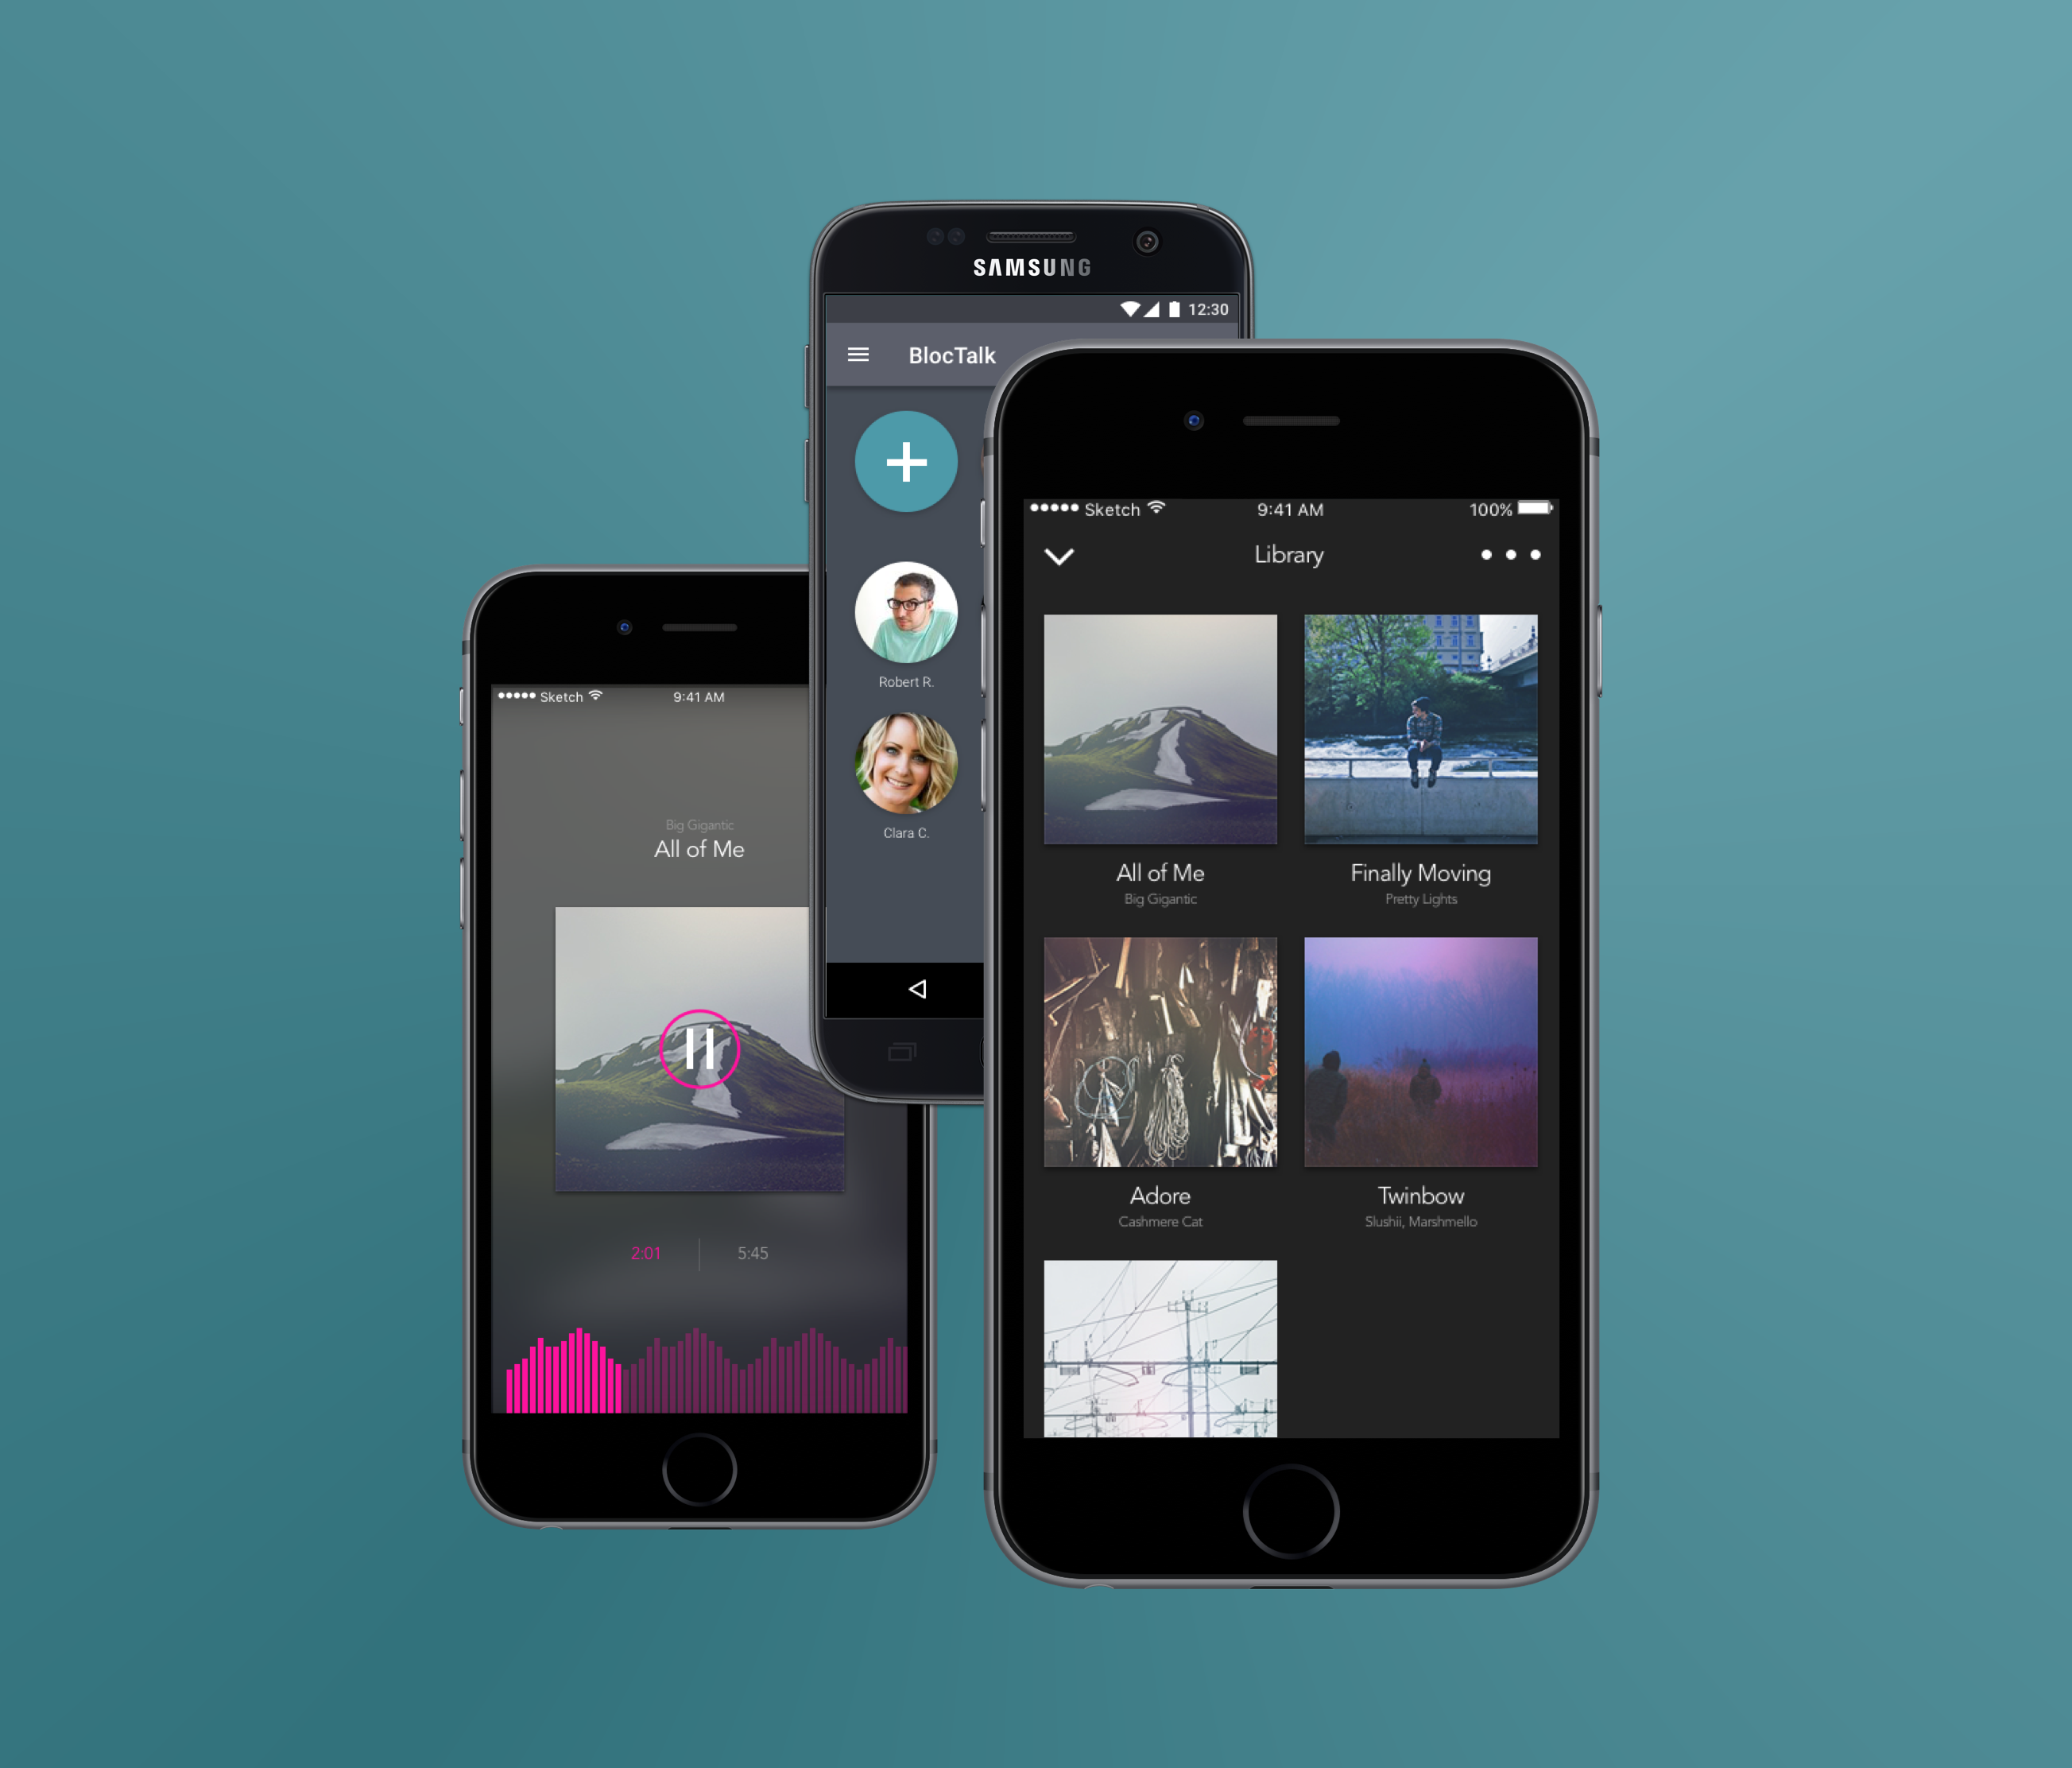 SAMSUNG
12:30
BlocTalk
Robert R.
Clara C.
Sketch 9:41 AM
Big Gigantic
All of Me
2:01 5:45
Sketch 9:41 AM 100%
Library
All of Me Finally Moving
Big Gigantic Pretty Lights
Adore Twinbow
Cashmere Cat Slushii, Marshmello